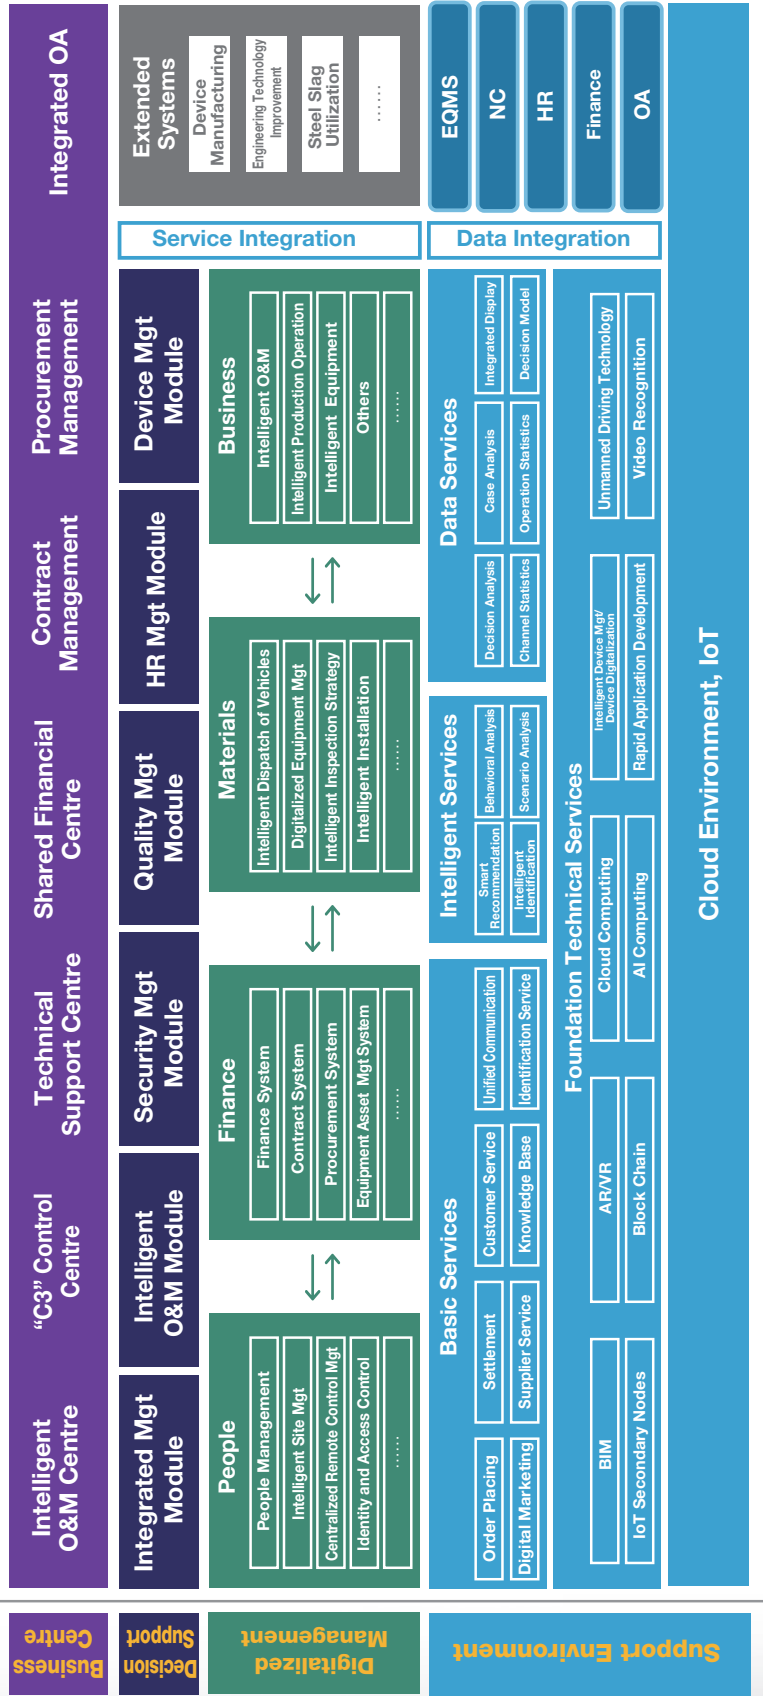 Business
Centre
Intelligent
O&M Centre
“C3” Control
Centre
Technical
Support Centre
Shared Financial
Centre
Contract
Management
Procurement
Management
Integrated OA
Decision
Support
Integrated Mgt
Module
Intelligent
O&M Module
Security Mgt
Module
Quality Mgt
Module
HR Mgt Module
Device Mgt
Module
Digitalized
Management
People
People Management
Intelligent Site Mgt
Centralized Remote Control Mgt
Identity and Access Control
......
Finance
Finance System
Contract System
Procurement System
Equipment Asset Mgt System
......
Materials
Intelligent Dispatch of Vehicles
Digitalized Equipment Mgt
Intelligent Inspection Strategy
Intelligent Installation
......
Business
Intelligent O&M
Intelligent Production Operation
Intelligent Equipment
Others
......
Service Integration
Extended
Systems
Device
Manufacturing
Engineering Technology
Improvement
Steel Slag
Utilization
......
Support Environment
Basic Services
Order Placing
Settlement
Customer Service
Unified Communication
Digital Marketing
Supplier Service
Knowledge Base
Identification Service
Intelligent Services
Smart
Recommendation
Behavioral Analysis
Intelligent
Identification
Scenario Analysis
Data Services
Decision Analysis
Case Analysis
Integrated Display
Channel Statistics
Operation Statistics
Decision Model
Foundation Technical Services
BIM
AR/VR
Cloud Computing
Intelligent Device Mgt/
Device Digitalization
Unmanned Driving Technology
IoT Secondary Nodes
Block Chain
AI Computing
Rapid Application Development
Video Recognition
Data Integration
EQMS
NC
HR
Finance
OA
Cloud Environment, IoT